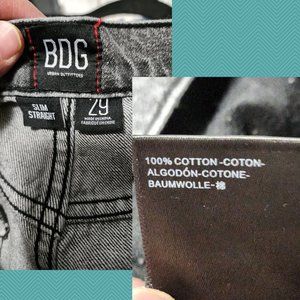 BDG
URBAN OUTFITTERS
SLIM
STRAIGHT
29
100% COTTON -COTON-
ALGODÓN-COTONE-
BAUMWOLLE-棉